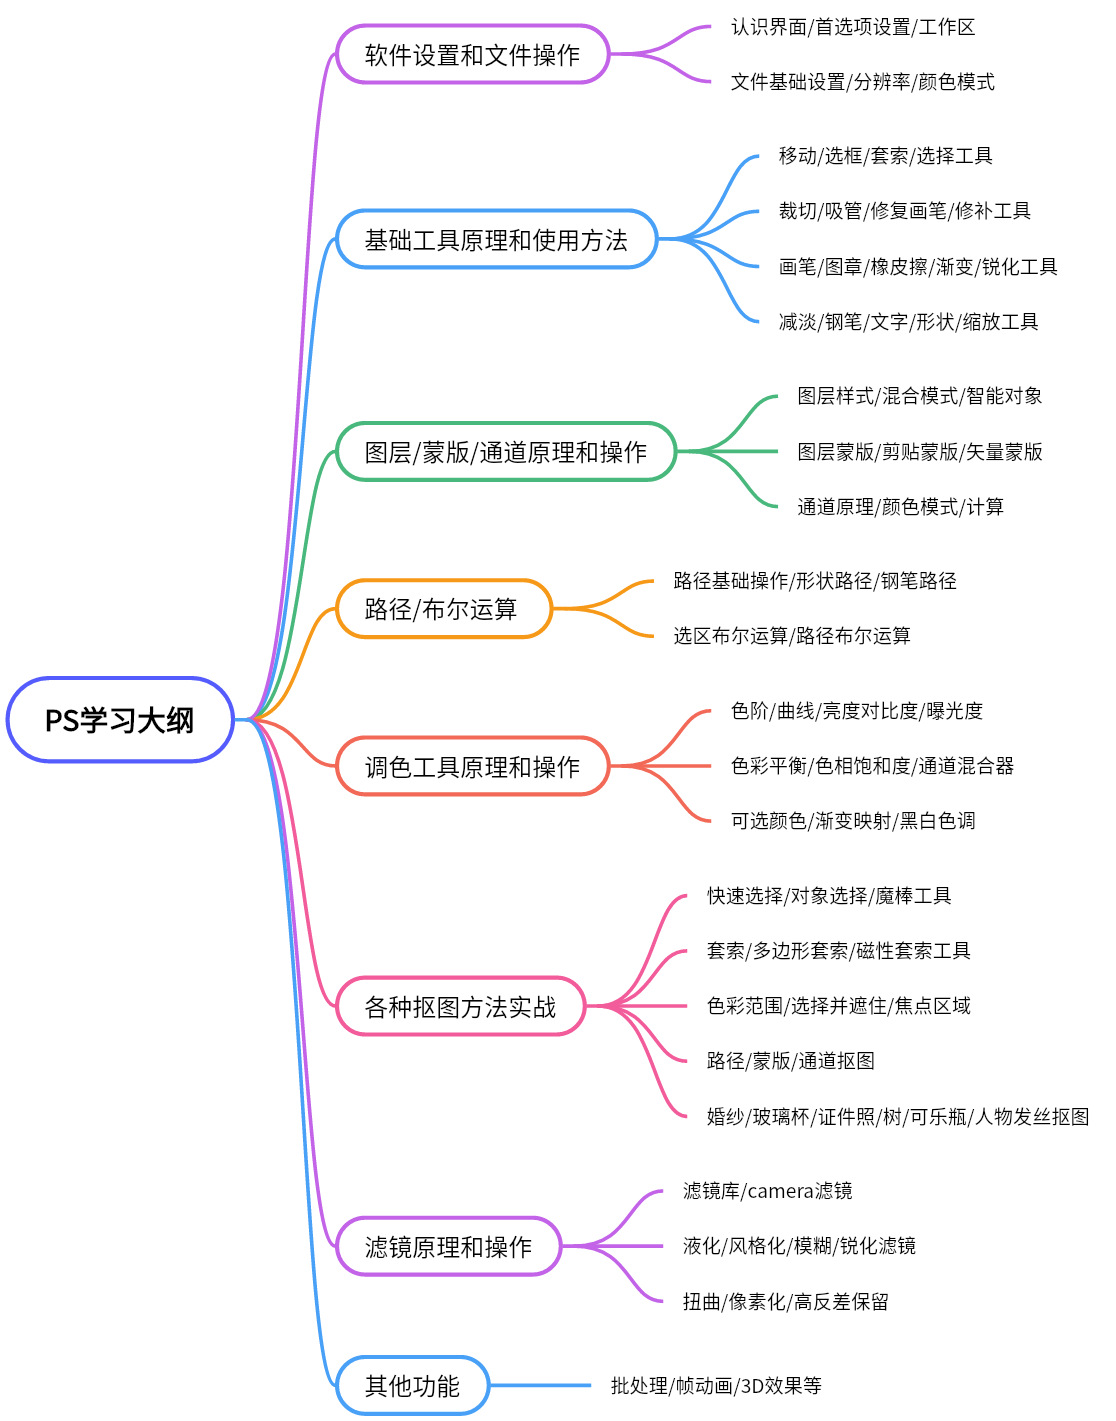 PS学习大纲
软件设置和文件操作
认识界面/首选项设置/工作区
文件基础设置/分辨率/颜色模式
基础工具原理和使用方法
移动/选框/套索/选择工具
裁切/吸管/修复画笔/修补工具
画笔/图章/橡皮擦/渐变/锐化工具
减淡/钢笔/文字/形状/缩放工具
图层/蒙版/通道原理和操作
图层样式/混合模式/智能对象
图层蒙版/剪贴蒙版/矢量蒙版
通道原理/颜色模式/计算
路径/布尔运算
路径基础操作/形状路径/钢笔路径
选区布尔运算/路径布尔运算
调色工具原理和操作
色阶/曲线/亮度对比度/曝光度
色彩平衡/色相饱和度/通道混合器
可选颜色/渐变映射/黑白色调
各种抠图方法实战
快速选择/对象选择/魔棒工具
套索/多边形套索/磁性套索工具
色彩范围/选择并遮住/焦点区域
路径/蒙版/通道抠图
婚纱/玻璃杯/证件照/树/可乐瓶/人物发丝抠图
滤镜原理和操作
滤镜库/camera滤镜
液化/风格化/模糊/锐化滤镜
扭曲/像素化/高反差保留
其他功能
批处理/帧动画/3D效果等